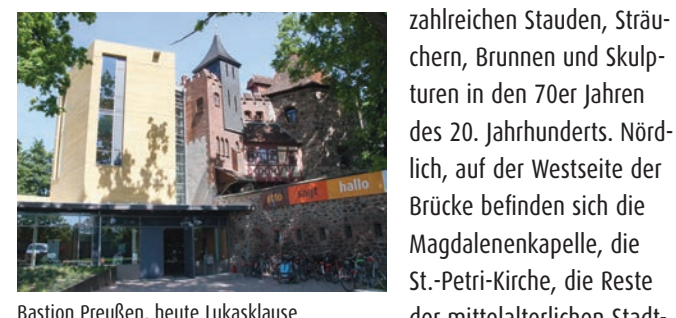 otto sagt hallo.
Bastion Preußen, heute Lukasklause
zahlreichen Stauden, Sträu-
chern, Brunnen und Skulp-
turen in den 70er Jahren
des 20. Jahrhunderts. Nörd-
lich, auf der Westseite der
Brücke befinden sich die
Magdalenenkapelle, die
St.-Petri-Kirche, die Reste
der mittelalterlichen Stadt-